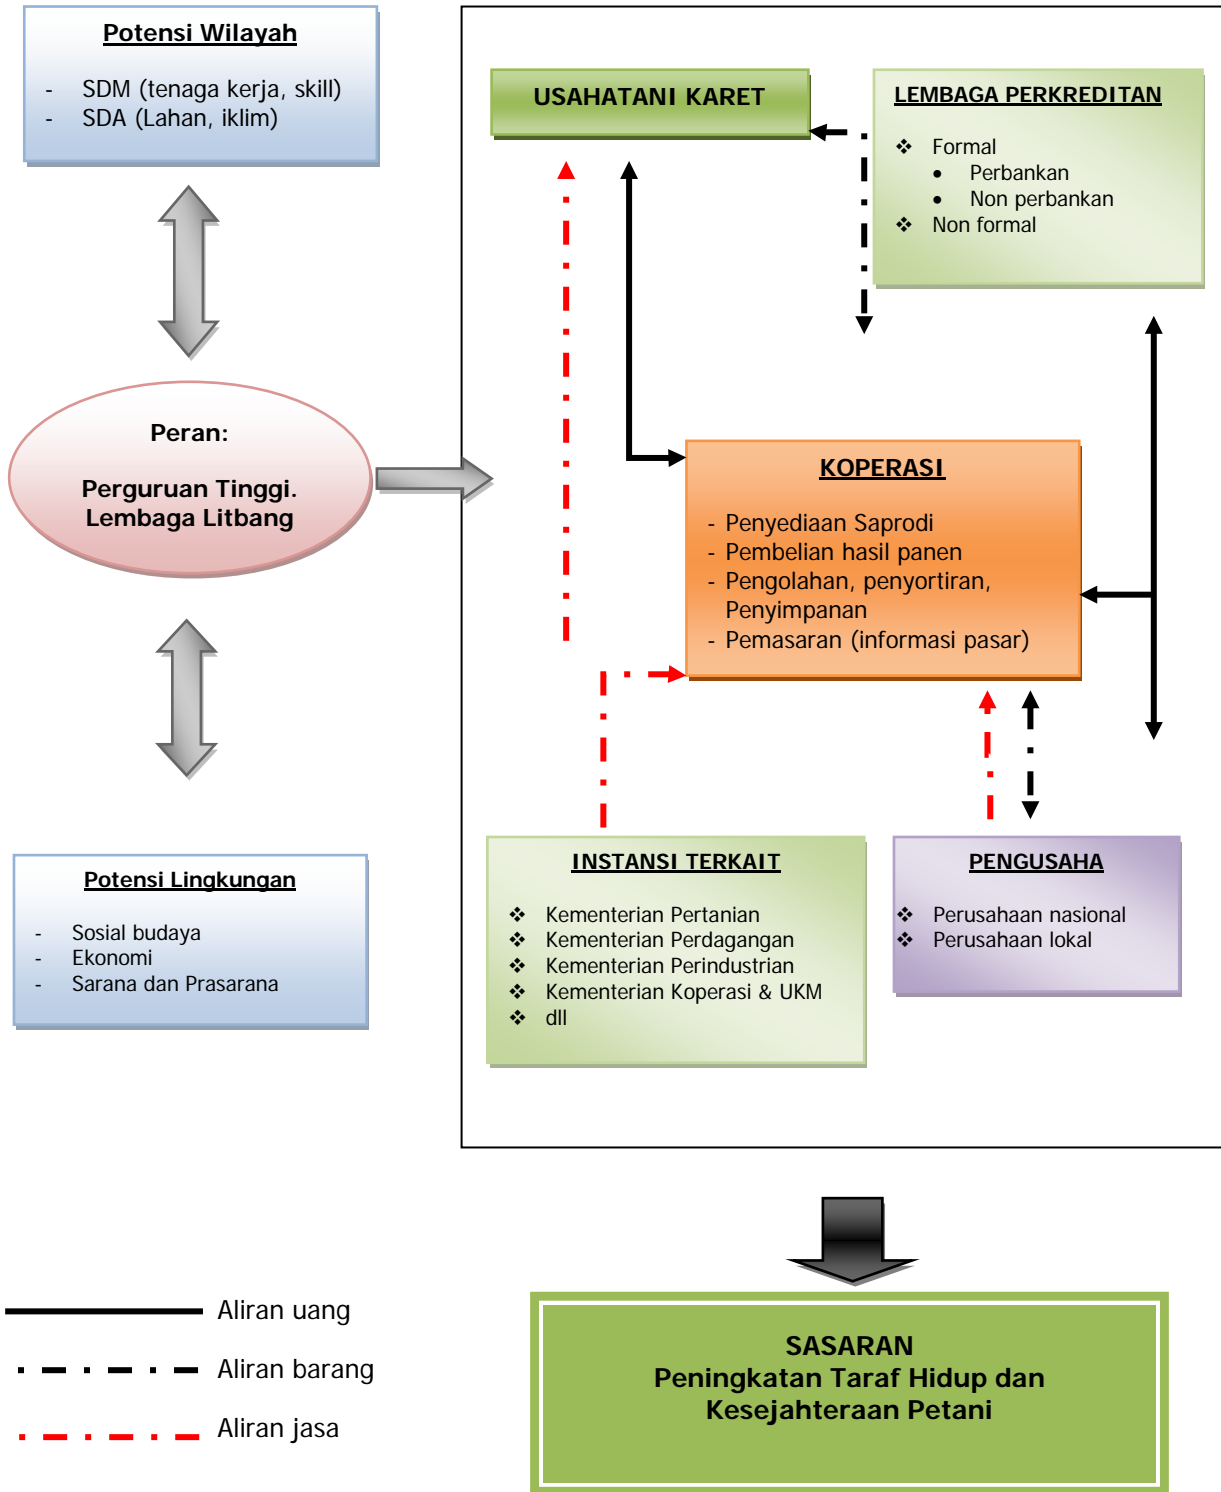 Potensi Wilayah
- SDM (tenaga kerja, skill)
- SDA (Lahan, iklim)
Peran:
Perguruan Tinggi.
Lembaga Litbang
Potensi Lingkungan
- Sosial budaya
- Ekonomi
- Sarana dan Prasarana
USAHATANI KARET
LEMBAGA PERKREDITAN
❖ Formal
• Perbankan
• Non perbankan
❖ Non formal
KOPERASI
- Penyediaan Saprodi
- Pembelian hasil panen
- Pengolahan, penyortiran,
Penyimpanan
- Pemasaran (informasi pasar)
INSTANSI TERKAIT
❖ Kementerian Pertanian
❖ Kementerian Perdagangan
❖ Kementerian Perindustrian
❖ Kementerian Koperasi & UKM
❖ dll
PENGUSAHA
❖ Perusahaan nasional
❖ Perusahaan lokal
Aliran uang
Aliran barang
Aliran jasa
SASARAN
Peningkatan Taraf Hidup dan
Kesejahteraan Petani